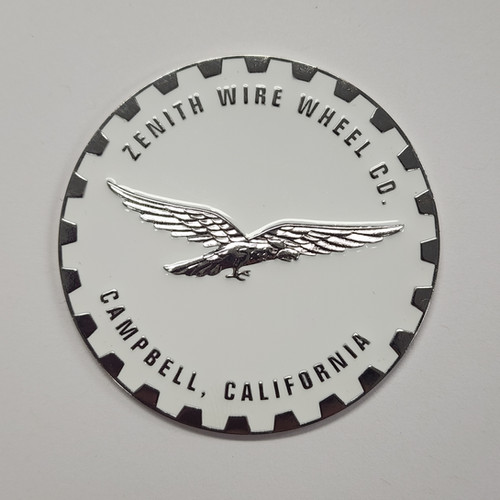 ZENITH WIRE WHEEL CO.
CAMPBELL, CALIFORNIA